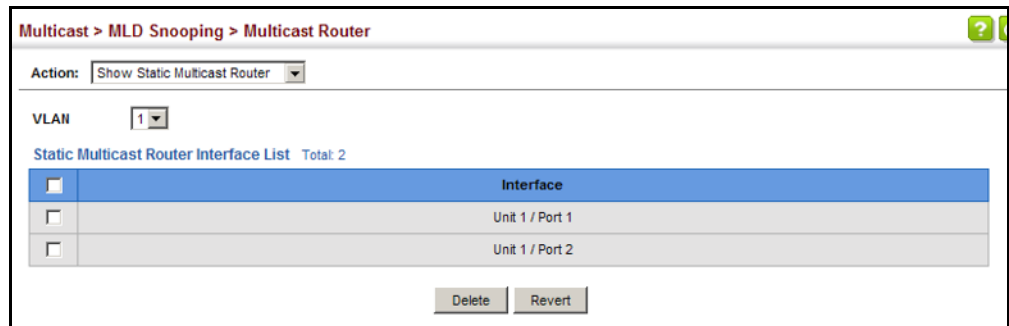 Multicast > MLD Snooping > Multicast Router
?
Action: Show Static Multicast Router
VLAN 1
Static Multicast Router Interface List Total: 2
Interface
Unit 1 / Port 1
Unit 1 / Port 2
Delete Revert